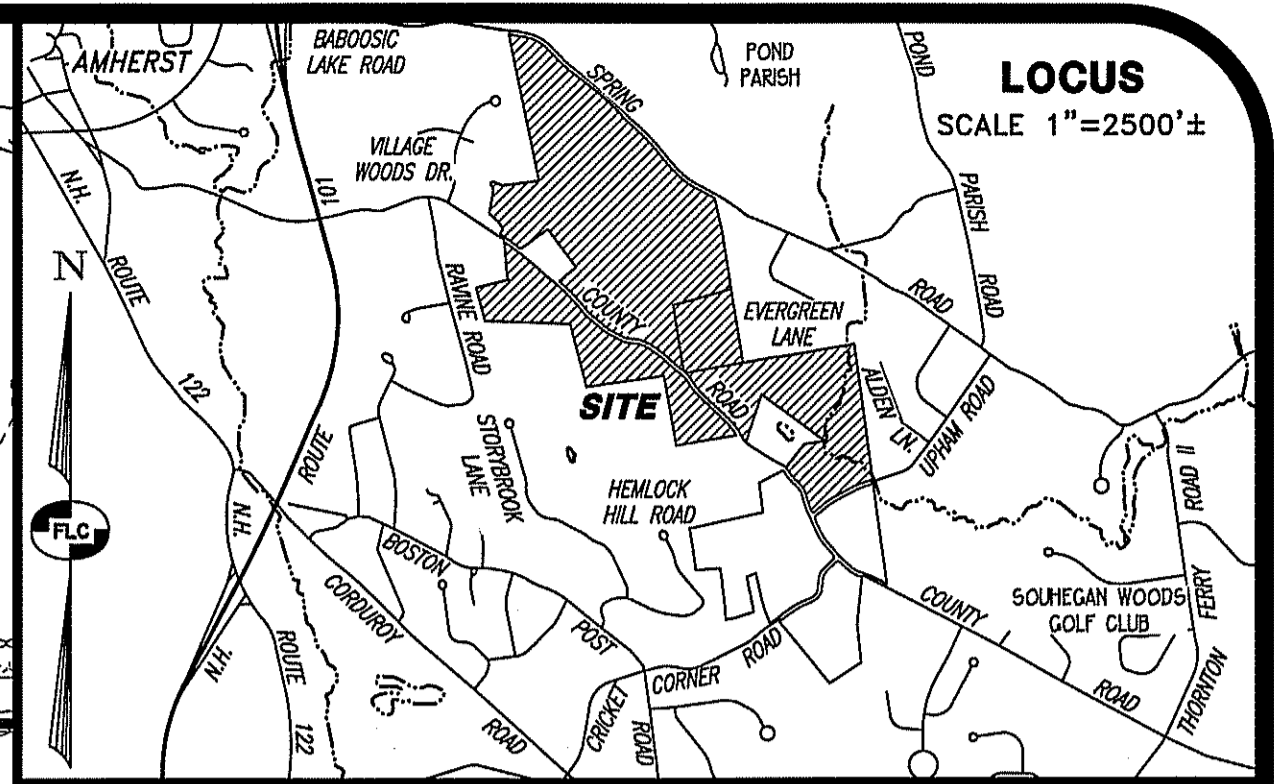 AMHERST
BABOOSIC
LAKE ROAD
SPRING
ROAD
POND
PARISH
POND
PARISH
ROAD
LOCUS
SCALE 1"=2500'±
VILLAGE
WOODS DR.
N.H.
ROUTE
122
101
ROUTE
N.H.
N
RAVINE ROAD
COUNTY
ROAD
EVERGREEN
LANE
ALDEN
LN.
UPHAM ROAD
SITE
STORYBROOK
LANE
HEMLOCK
HILL ROAD
FLC
N.H.
ROUTE
122
BOSTON
POST
ROAD
CORDUROY
ROAD
CRICKET
CORNER
ROAD
COUNTY
ROAD
SOUHEGAN WOODS
GOLF CLUB
THORNTON
FERRY
ROAD II